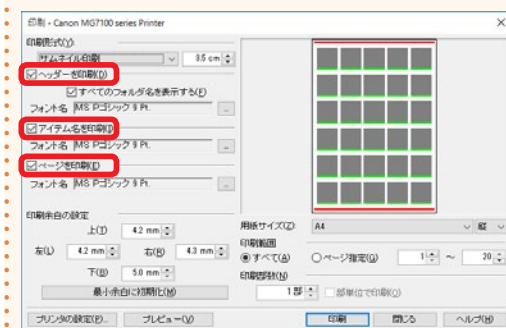 印刷 - Canon MG7100 series Printer
印刷形式(Y):
サムネイル印刷 3.5 cm
ヘッダーを印刷(D)
すべてのフォルダ名を表示する(F)
フォント名 MS Pゴシック 9 Pt. ...
アイテム名を印刷(I)
フォント名 MS Pゴシック 9 Pt. ...
ページを印刷(E)
フォント名 MS Pゴシック 9 Pt. ...
印刷余白の設定
上(T) 4.2 mm
左(L) 4.2 mm 右(R) 4.3 mm
下(B) 5.0 mm
最小余白に初期化(M)
用紙サイズ(Z): A4 縦
印刷範囲
すべて(A) ページ指定(G) 1 ~ 20
印刷部数(N)
1 部 部単位で印刷(O)
プリンタの設定(P)... プレビュー(V) 印刷 閉じる ヘルプ(H)